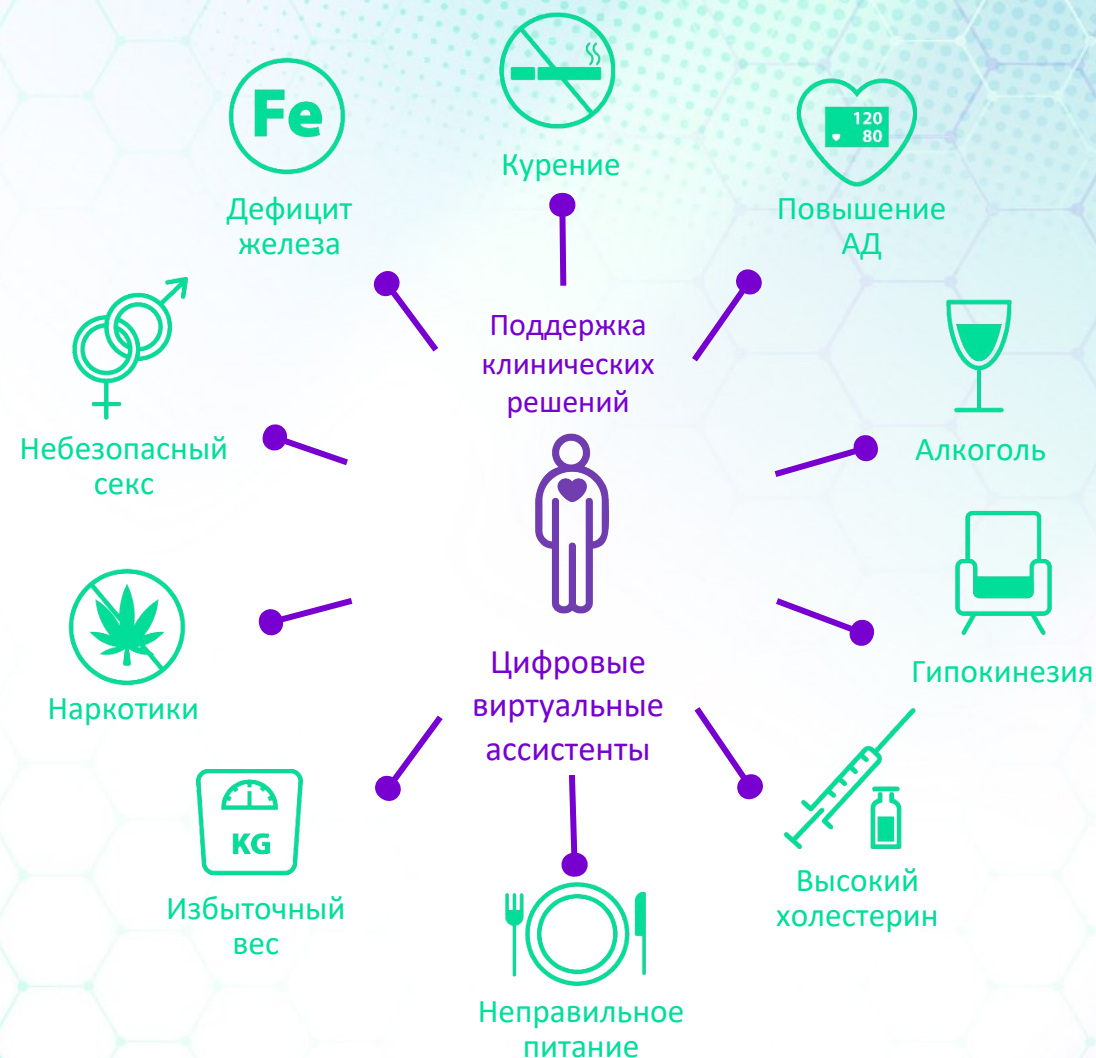 Fe
Дефицит
железа
Курение
120
80
Повышение
АД
Небезопасный
секс
Поддержка
клинических
решений
Алкоголь
Наркотики
Цифровые
виртуальные
ассистенты
Гипокинезия
KG
Избыточный
вес
Неправильное
питание
Высокий
холестерин